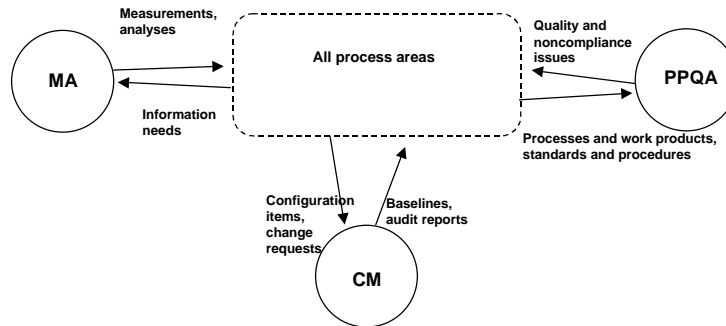 Measurements,
analyses
MA
Information
needs
All process areas
Quality and
noncompliance
issues
PPQA
Processes and work products,
standards and procedures
Configuration
items,
change
requests
Baselines,
audit reports
CM